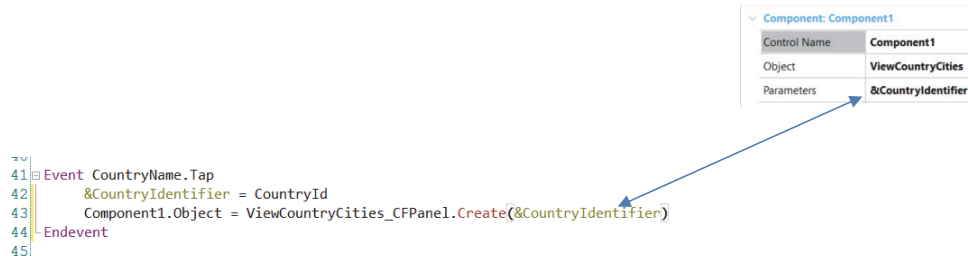 Component: Component1
Control Name Component1
Object ViewCountryCities
Parameters &CountryIdentifier
41 Event CountryName.Tap
42 &CountryIdentifier = CountryId
43 Component1.Object = ViewCountryCities_CFPanel.Create(&CountryIdentifier)
44 Endevent
45